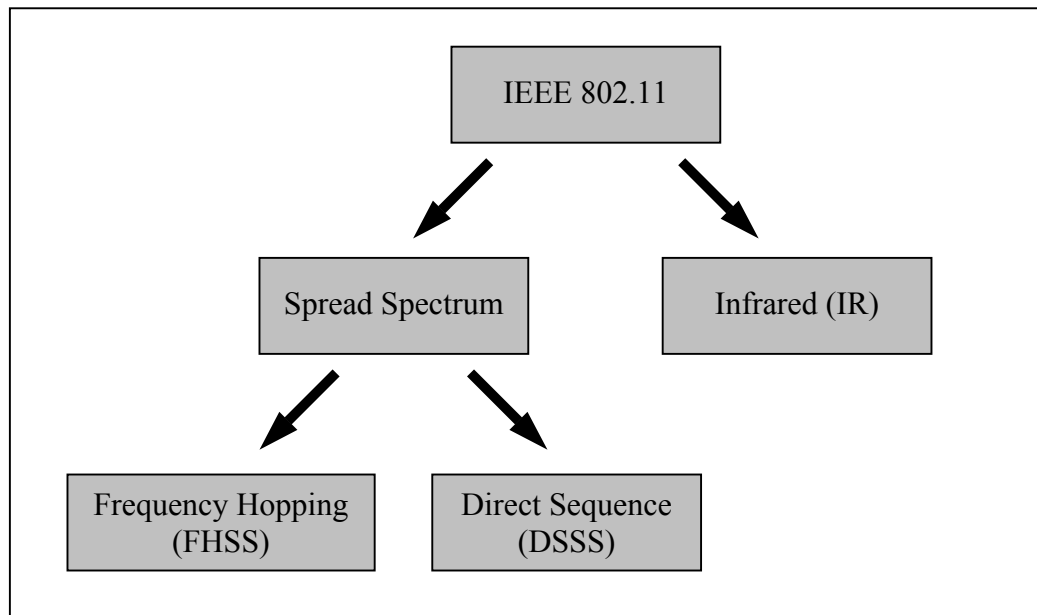 IEEE 802.11
Spread Spectrum
Infrared (IR)
Frequency Hopping
(FHSS)
Direct Sequence
(DSSS)